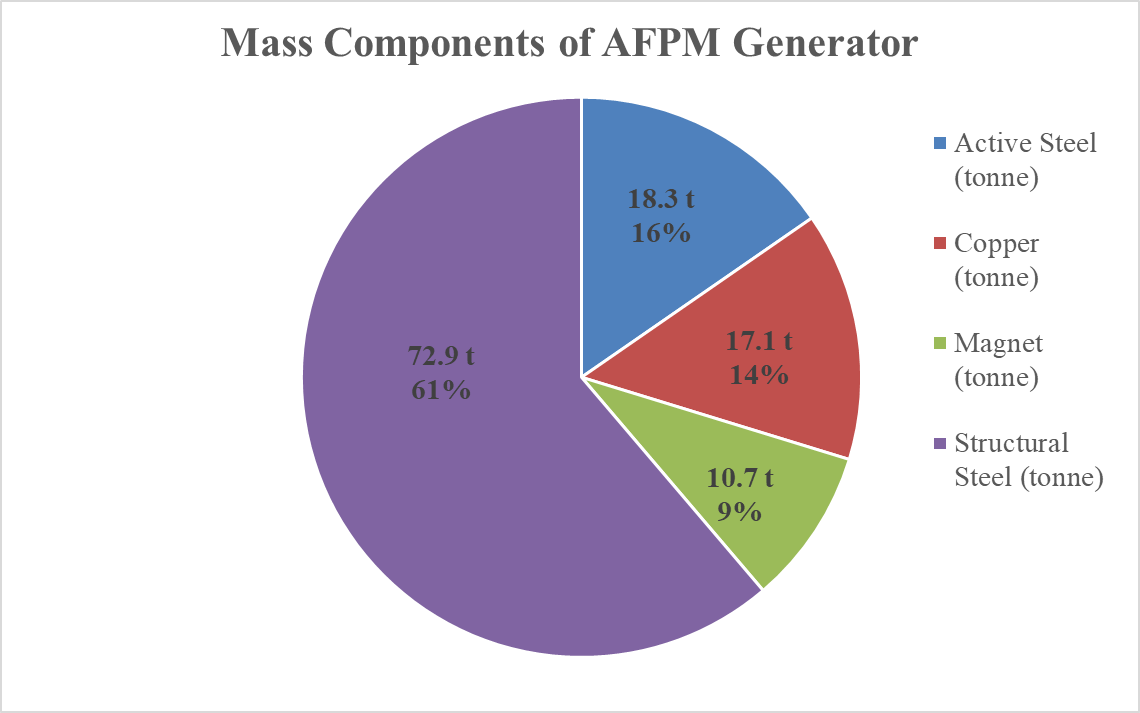 Mass Components of AFPM Generator
18.3 t
16%
17.1 t
14%
10.7 t
9%
72.9 t
61%
Active Steel
(tonne)
Copper
(tonne)
Magnet
(tonne)
Structural
Steel (tonne)